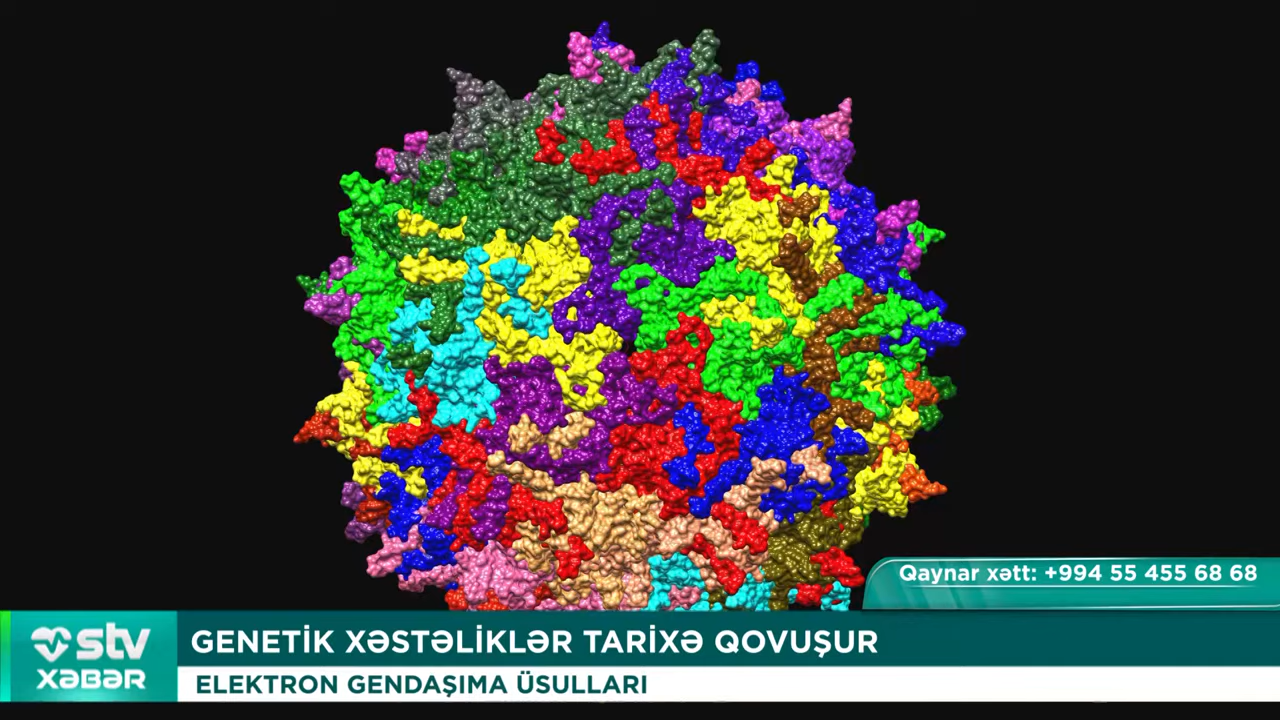 Qaynar xətt: +994 55 455 68 68
stv
XƏBƏR
GENETİK XƏSTƏLİKLƏR TARİXƏ QOVUŞUR
ELEKTRON GENDAŞIMA ÜSULLARI